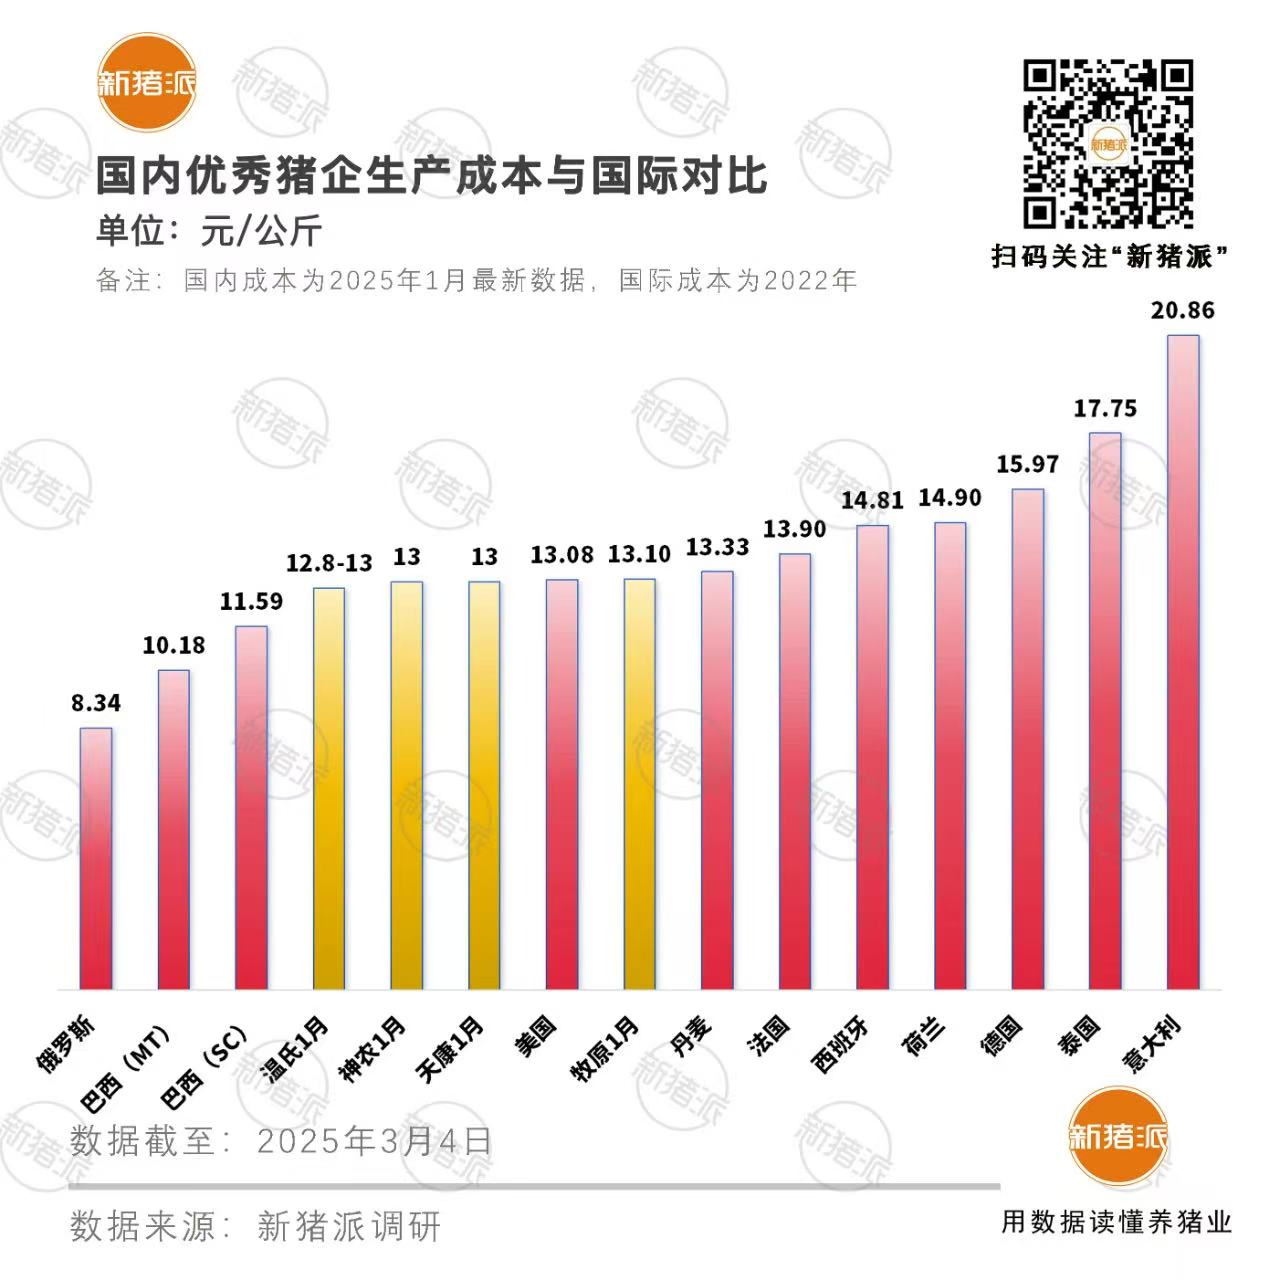 新猪派
国内优秀猪企生产成本与国际对比
单位：元/公斤
备注：国内成本为2025年1月最新数据，国际成本为2022年
新猪派
扫码关注“新猪派”
8.34
10.18
11.59
12.8-13
13
13
13.08
13.10
13.33
13.90
14.81
14.90
15.97
17.75
20.86
俄罗斯
巴西（MT）
巴西（SC）
温氏1月
神农1月
天康1月
美国
牧原1月
丹麦
法国
西班牙
荷兰
德国
泰国
意大利
数据截至：2025年3月4日
数据来源：新猪派调研
新猪派
用数据读懂养猪业